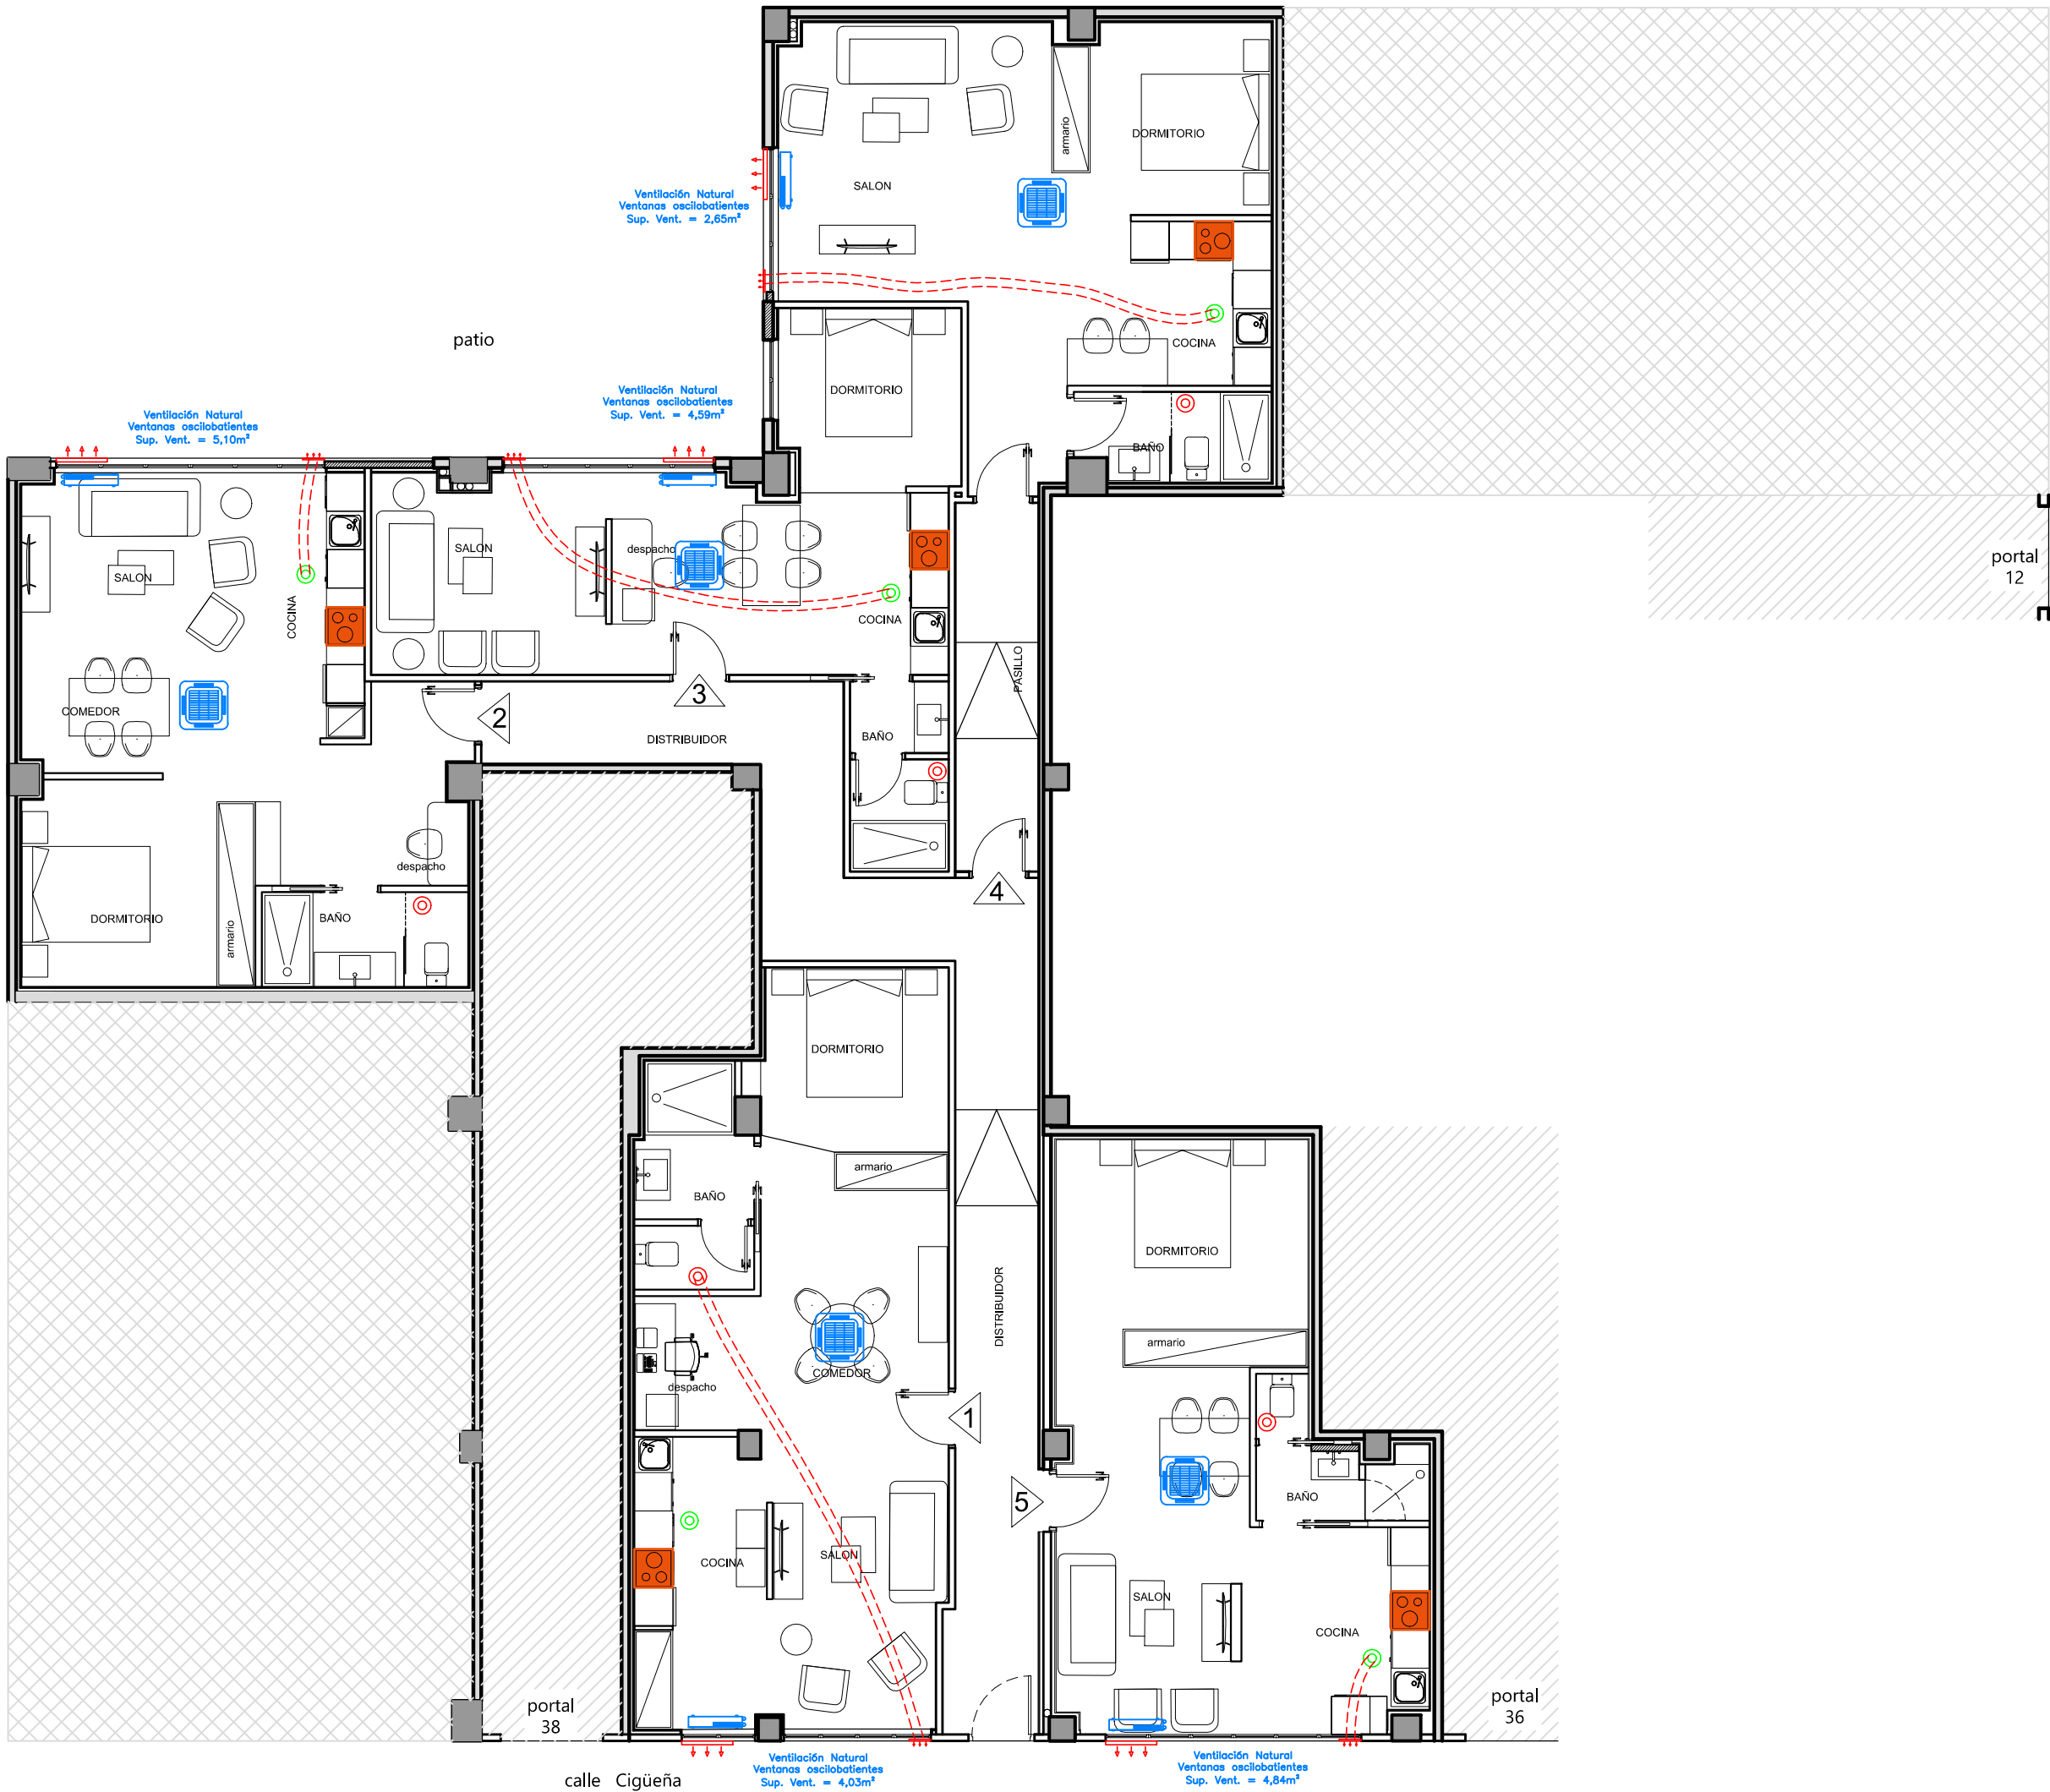 DORMITORIO
armario
SALON
Ventilación Natural
Ventanas oscilobatientes
Sup. Vent. = 2,65m²
patio
COCINA
DORMITORIO
Ventilación Natural
Ventanas oscilobatientes
Sup. Vent. = 4,59m²
Ventilación Natural
Ventanas oscilobatientes
Sup. Vent. = 5,10m²
BAÑO
SALON
despacho
SALON
portal
12
COCINA
COCINA
PASILLO
3
2
COMEDOR
DISTRIBUIDOR
BAÑO
despacho
4
DORMITORIO
armario
BAÑO
DORMITORIO
armario
BAÑO
DORMITORIO
DISTRIBUIDOR
armario
COMEDOR
despacho
1
5
BAÑO
COCINA
SALON
SALON
COCINA
portal
38
portal
36
calle Cigüeña
Ventilación Natural
Ventanas oscilobatientes
Sup. Vent. = 4,03m²
Ventilación Natural
Ventanas oscilobatientes
Sup. Vent. = 4,84m²